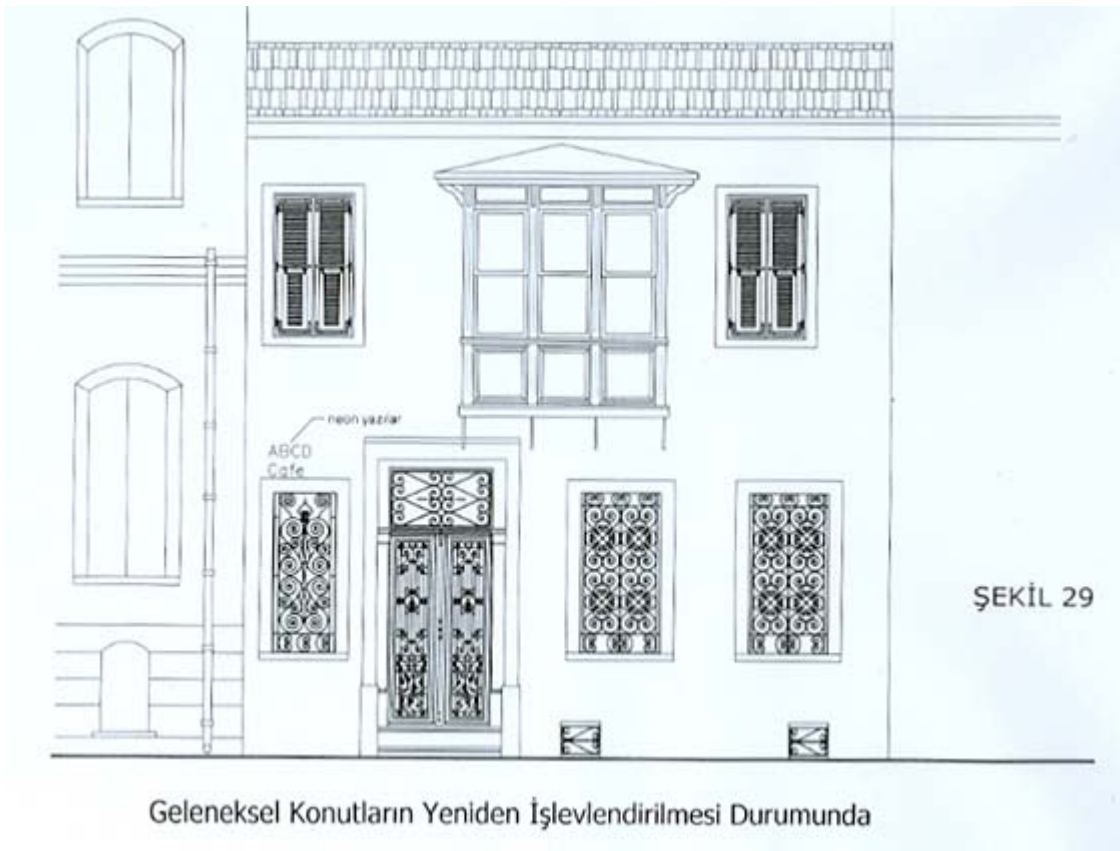 neon yazılar
ABCD
Cafe
ŞEKİL 29
Geleneksel Konutların Yeniden İşlevlendirilmesi Durumunda